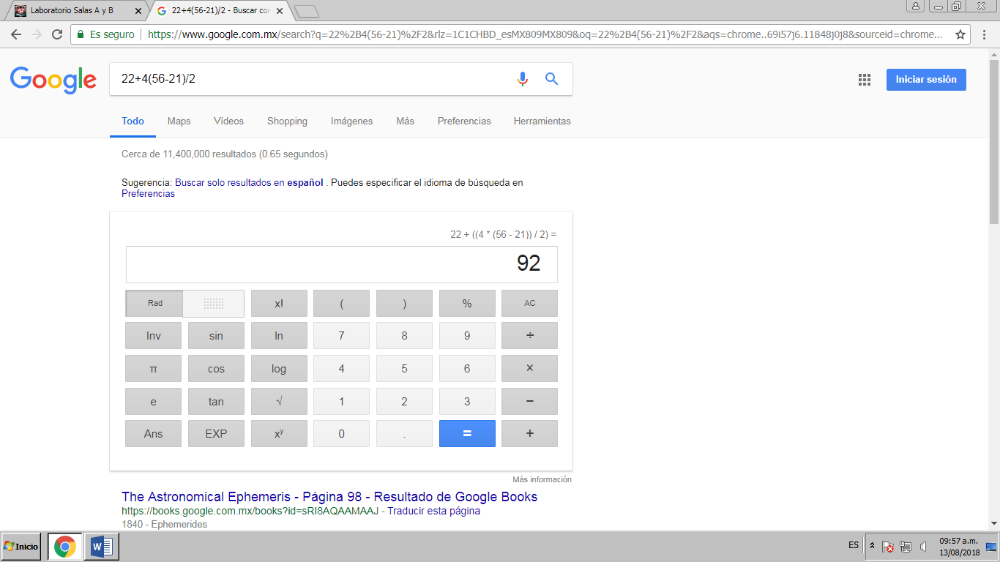 Laboratorio Salas A y B
22+4(56-21)/2 - Buscar con
Es seguro
https://www.google.com.mx/search?q=22%2B4(56-21)%2F2&rlz=1C1CHBD_esMX809MX809&oq=22%2B4(56-21)%2F2&aqs=chrome..69i57j6.11848j0j8&sourceid=chrome...
Google
22+4(56-21)/2
Iniciar sesión
Todo Maps Vídeos Shopping Imágenes Más Preferencias Herramientas
Cerca de 11,400,000 resultados (0.65 segundos)
Sugerencia: Buscar solo resultados en español . Puedes especificar el idioma de búsqueda en
Preferencias
22 + ((4 * (56 - 21)) / 2) =
92
Rad x! ( ) % AC
Inv sin ln 7 8 9 ÷
π cos log 4 5 6 ×
e tan √ 1 2 3 −
Ans EXP xʸ 0 . = +
Más información
The Astronomical Ephemeris - Página 98 - Resultado de Google Books
https://books.google.com.mx/books?id=sRI8AQAAMAAJ - Traducir esta página
1840 - Ephemerides
Inicio
ES
09:57 a.m.
13/08/2018